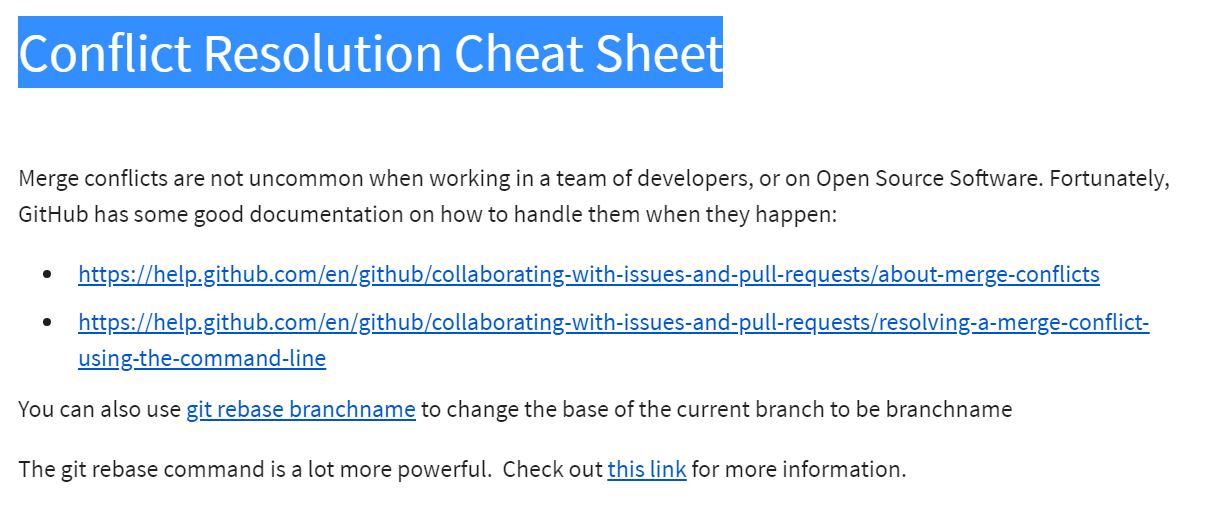 Conflict Resolution Cheat Sheet
Merge conflicts are not uncommon when working in a team of developers, or on Open Source Software. Fortunately,
GitHub has some good documentation on how to handle them when they happen:
https://help.github.com/en/github/collaborating-with-issues-and-pull-requests/about-merge-conflicts
https://help.github.com/en/github/collaborating-with-issues-and-pull-requests/resolving-a-merge-conflict-
using-the-command-line
You can also use git rebase branchname to change the base of the current branch to be branchname
The git rebase command is a lot more powerful.  Check out this link for more information.